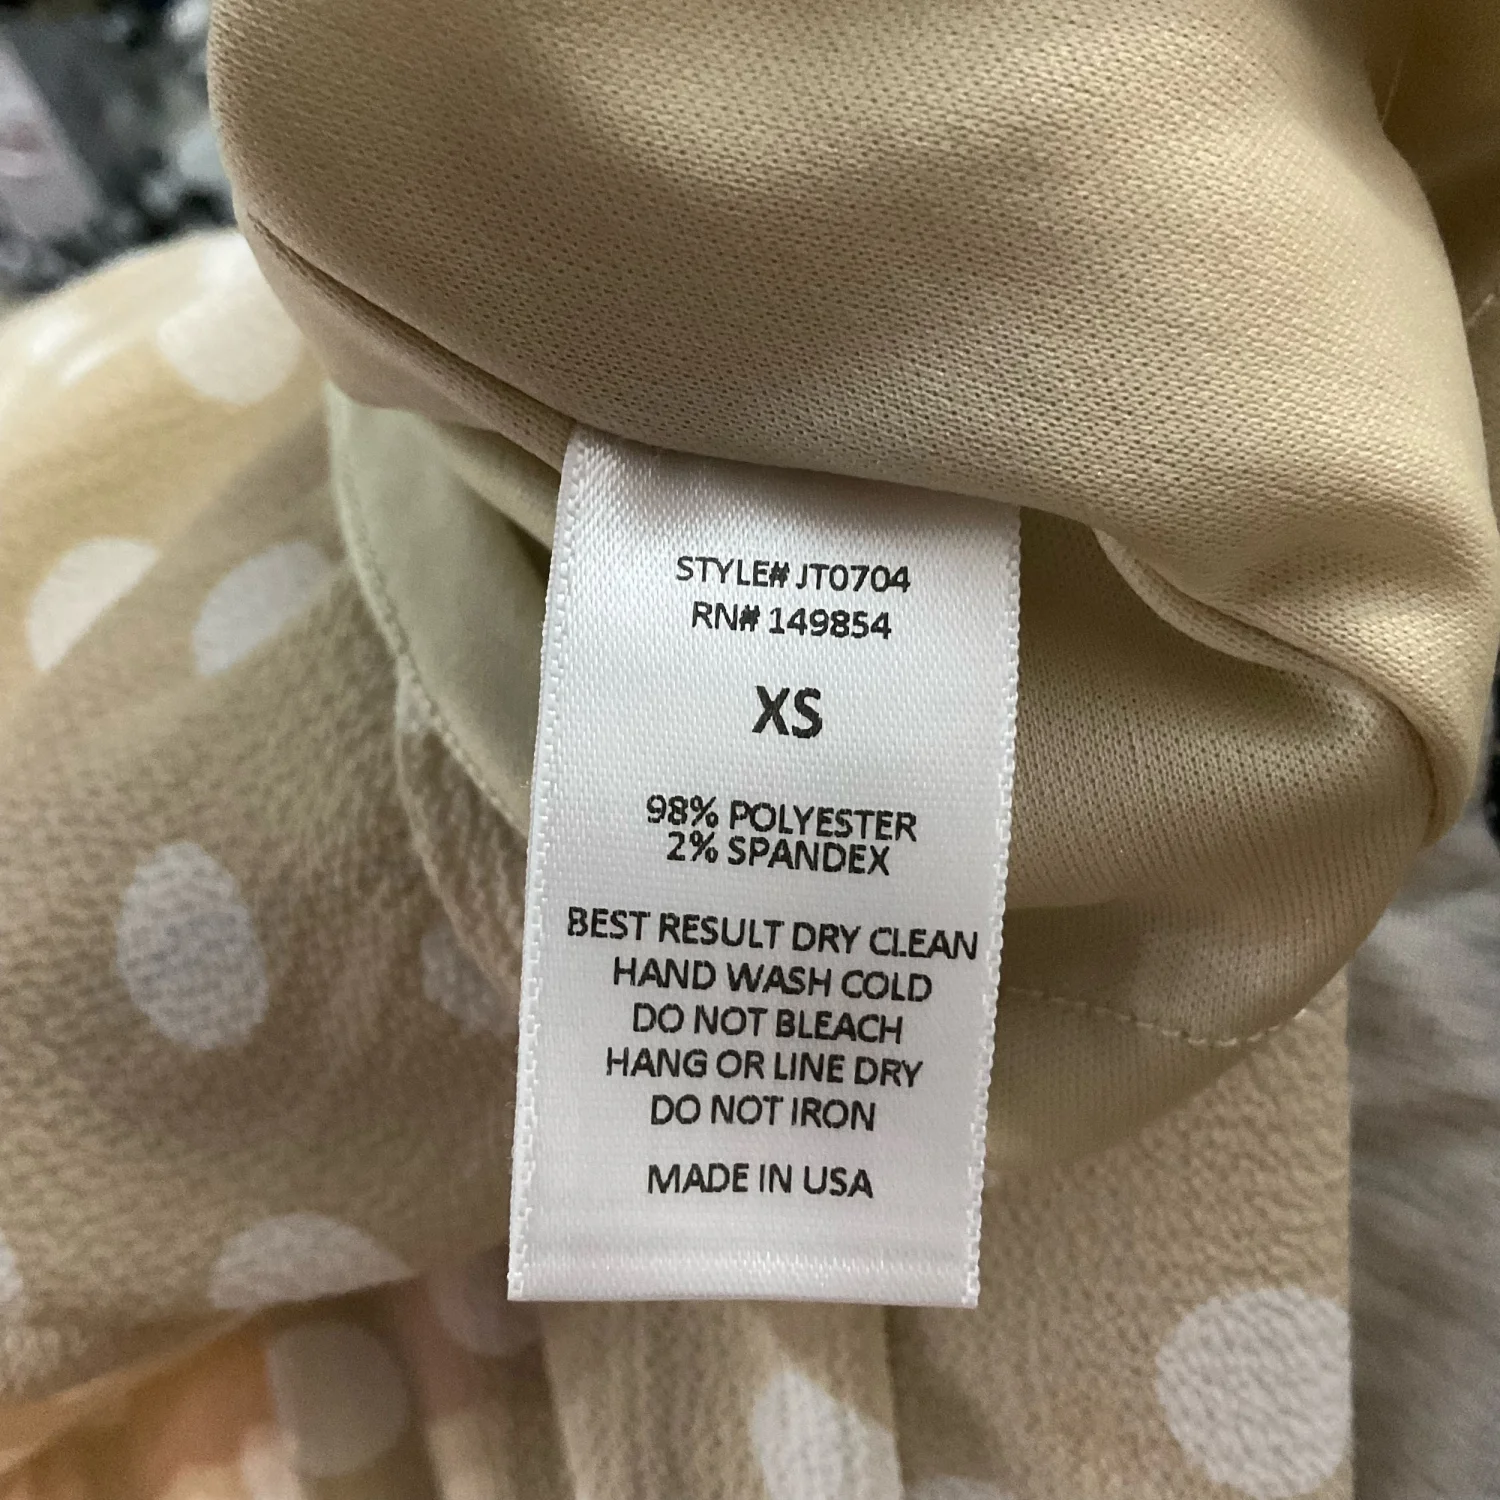 STYLE# JT0704
RN# 149854
XS
98% POLYESTER
2% SPANDEX
BEST RESULT DRY CLEAN
HAND WASH COLD
DO NOT BLEACH
HANG OR LINE DRY
DO NOT IRON
MADE IN USA